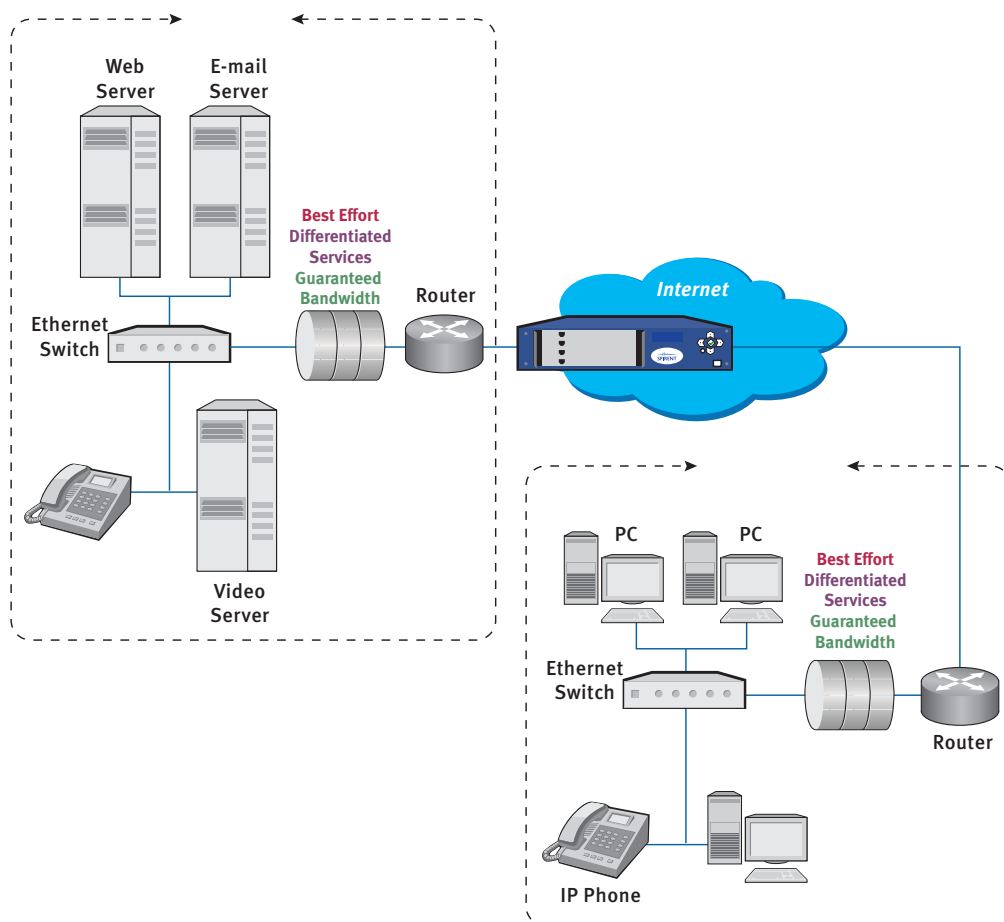 Web
Server
E-mail
Server
Best Effort
Differentiated
Services
Guaranteed
Bandwidth
Router
Ethernet
Switch
Internet
SPIRENT
Video
Server
PC
PC
Best Effort
Differentiated
Services
Guaranteed
Bandwidth
Ethernet
Switch
Router
IP Phone